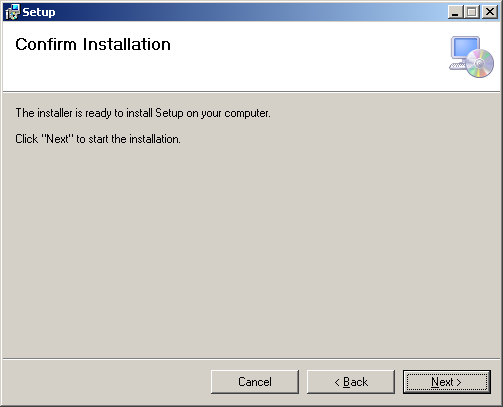 Setup
Confirm Installation
The installer is ready to install Setup on your computer.
Click "Next" to start the installation.
Cancel
< Back
Next >